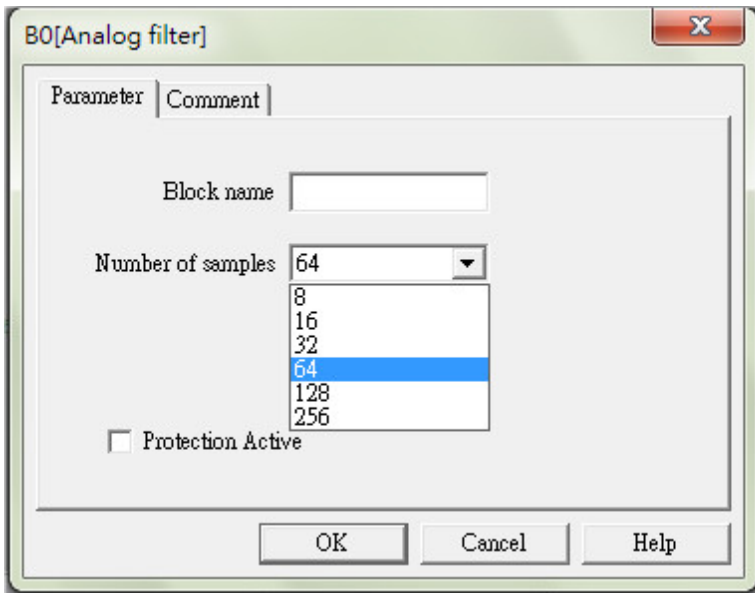 B0[Analog filter]
Parameter
Comment
Block name
Number of samples 64
8
16
32
64
128
256
Protection Active
OK
Cancel
Help